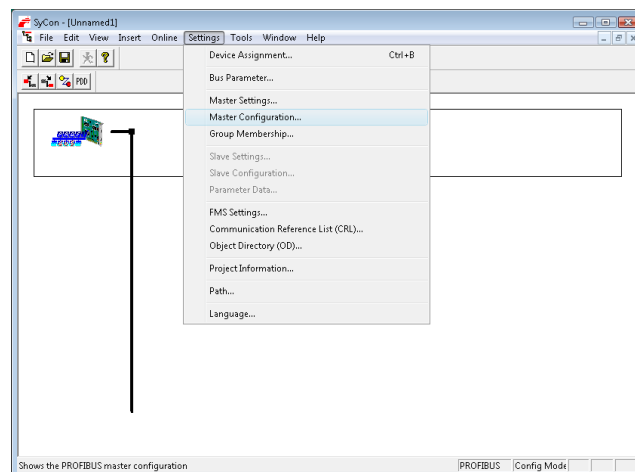 SyCon - [Unnamed1]
File Edit View Insert Online Settings Tools Window Help
Device Assignment... Ctrl+B
Bus Parameter...
PDD
Master Settings...
Master Configuration...
Group Membership...
Slave Settings...
Slave Configuration...
Parameter Data...
FMS Settings...
Communication Reference List (CRL)...
Object Directory (OD)...
Project Information...
Path...
Language...
Shows the PROFIBUS master configuration PROFIBUS Config Mode